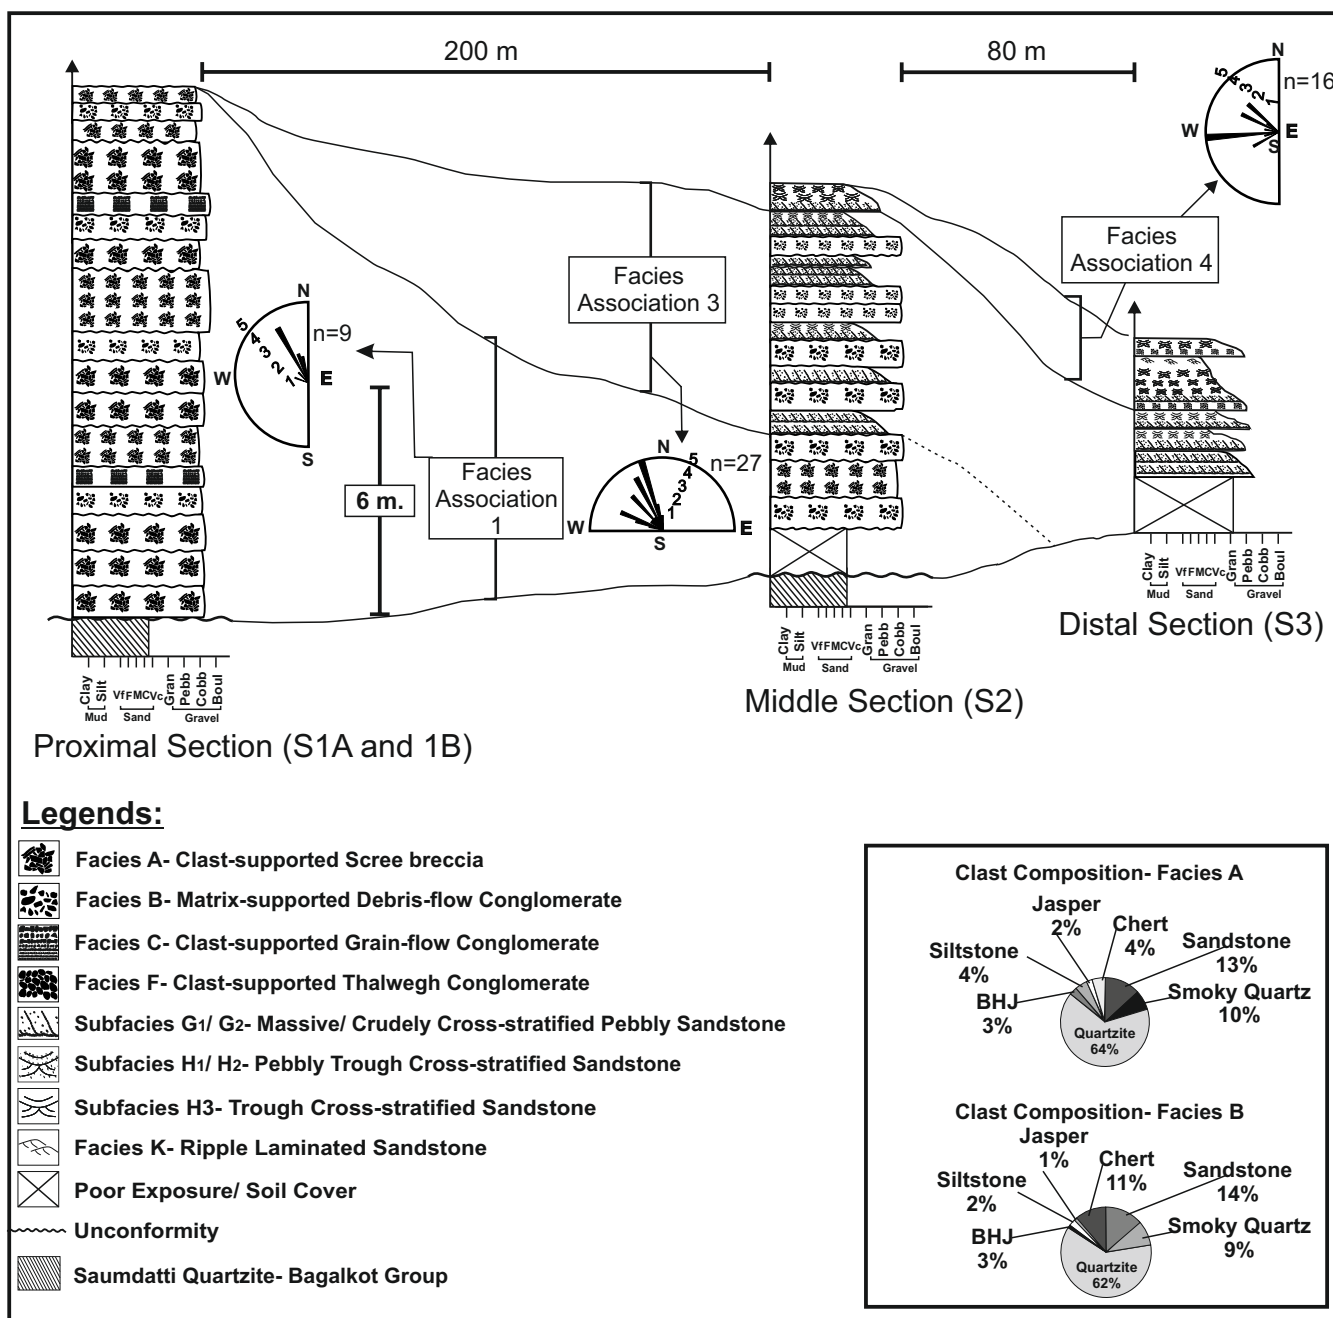 200 m
80 m
N
5
4
3
2
1
n=16
W
E
S
Facies
Association 4
Facies
Association 3
N
5
4
3
2
1
n=9
W
E
S
6 m.
Facies
Association
1
N
5
4
3
2
1
n=27
W
E
S
Clay
Silt
Vf F M C Vc
Gran
Pebb
Cobb
Boul
Mud
Sand
Gravel
Proximal Section (S1A and 1B)
Clay
Silt
Vf F M C Vc
Gran
Pebb
Cobb
Boul
Mud
Sand
Gravel
Middle Section (S2)
Clay
Silt
Vf F M C Vc
Gran
Pebb
Cobb
Boul
Mud
Sand
Gravel
Distal Section (S3)
Legends:
Facies A- Clast-supported Scree breccia
Facies B- Matrix-supported Debris-flow Conglomerate
Facies C- Clast-supported Grain-flow Conglomerate
Facies F- Clast-supported Thalwegh Conglomerate
Subfacies G1/ G2- Massive/ Crudely Cross-stratified Pebbly Sandstone
Subfacies H1/ H2- Pebbly Trough Cross-stratified Sandstone
Subfacies H3- Trough Cross-stratified Sandstone
Facies K- Ripple Laminated Sandstone
Poor Exposure/ Soil Cover
Unconformity
Saumdatti Quartzite- Bagalkot Group
Clast Composition- Facies A
Jasper
2%
Chert
4%
Sandstone
13%
Siltstone
4%
Smoky Quartz
10%
BHJ
3%
Quartzite
64%
Clast Composition- Facies B
Jasper
1%
Chert
11%
Sandstone
14%
Siltstone
2%
Smoky Quartz
9%
BHJ
3%
Quartzite
62%